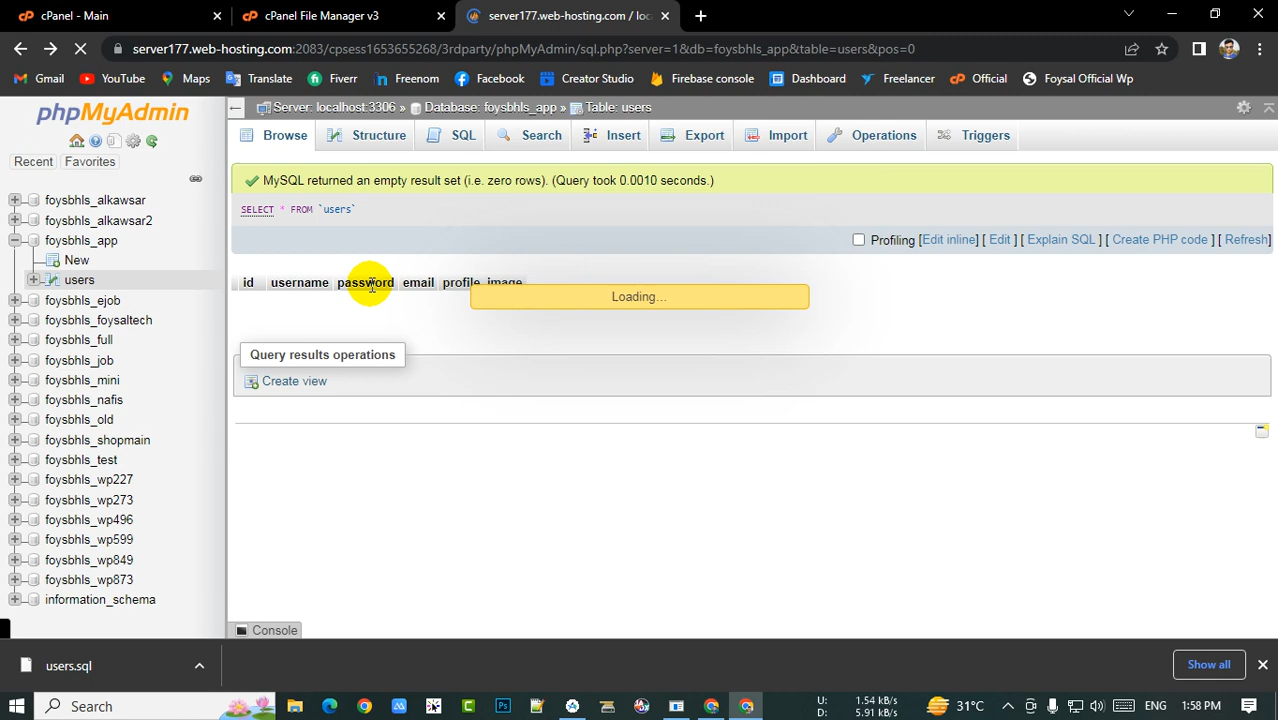 cPanel - Main
cPanel File Manager v3
server177.web-hosting.com / loc
server177.web-hosting.com:2083/cpsess1653655268/3rdparty/phpMyAdmin/sql.php?server=1&db=foysbhls_app&table=users&pos=0
Gmail
YouTube
Maps
Translate
Fiverr
Freenom
Facebook
Creator Studio
Firebase console
Dashboard
Freelancer
Official
Foysal Official Wp
phpMyAdmin
Recent
Favorites
foysbhls_alkawsar
foysbhls_alkawsar2
foysbhls_app
New
users
foysbhls_ejob
foysbhls_foysaltech
foysbhls_full
foysbhls_job
foysbhls_mini
foysbhls_nafis
foysbhls_old
foysbhls_shopmain
foysbhls_test
foysbhls_wp227
foysbhls_wp273
foysbhls_wp496
foysbhls_wp599
foysbhls_wp849
foysbhls_wp873
information_schema
Server: localhost:3306 » Database: foysbhls_app » Table: users
Browse
Structure
SQL
Search
Insert
Export
Import
Operations
Triggers
MySQL returned an empty result set (i.e. zero rows). (Query took 0.0010 seconds.)
SELECT * FROM `users`
Profiling [Edit inline] [ Edit ] [ Explain SQL ] [ Create PHP code ] [ Refresh]
id username password email profile_image
Loading…
Query results operations
Create view
Console
users.sql
Show all
Search
U: 1.54 kB/s
D: 5.91 kB/s
31°C
ENG
1:58 PM